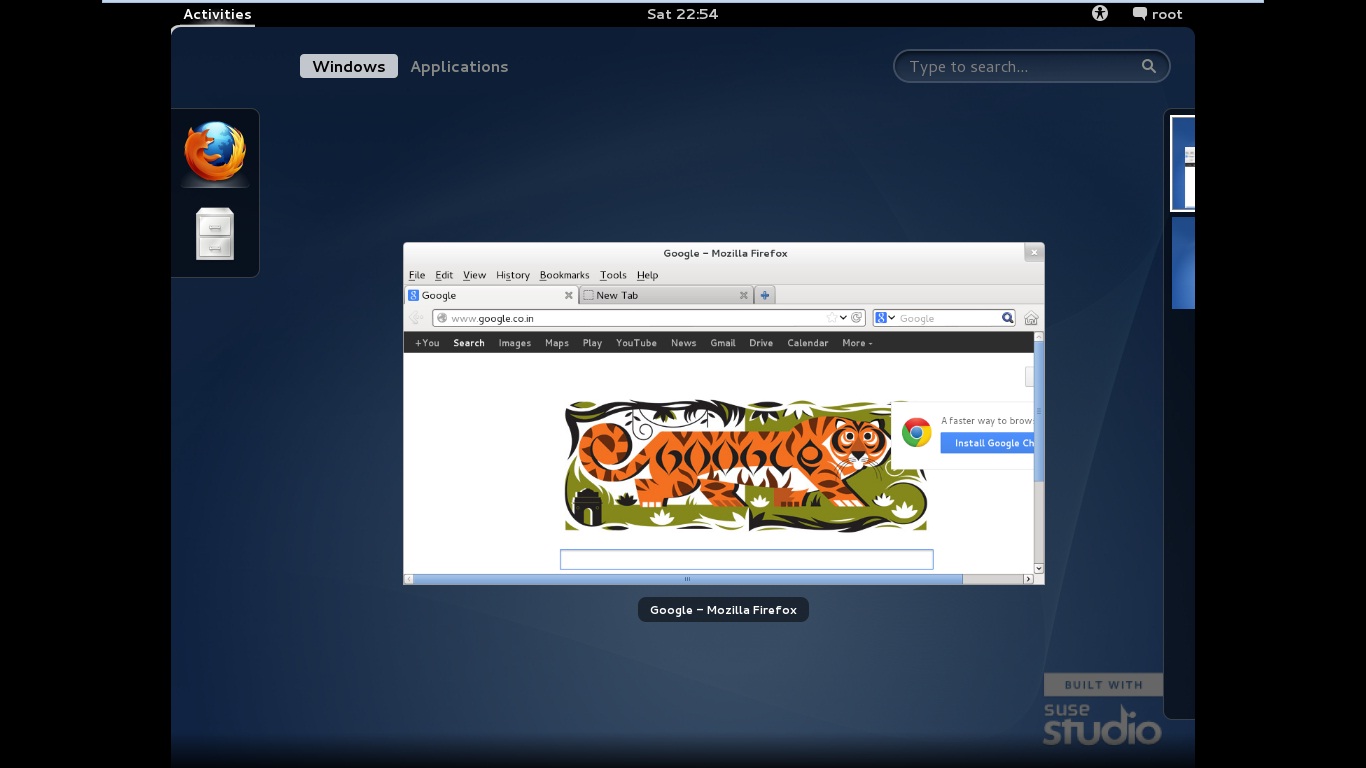 Activities Sat 22:54 root
Windows Applications Type to search...
Google - Mozilla Firefox
File Edit View History Bookmarks Tools Help
Google New Tab
www.google.co.in Google
+You Search Images Maps Play YouTube News Gmail Drive Calendar More
GOOGLE
A faster way to brow
Install Google Ch
Google - Mozilla Firefox
BUILT WITH
suse
studio